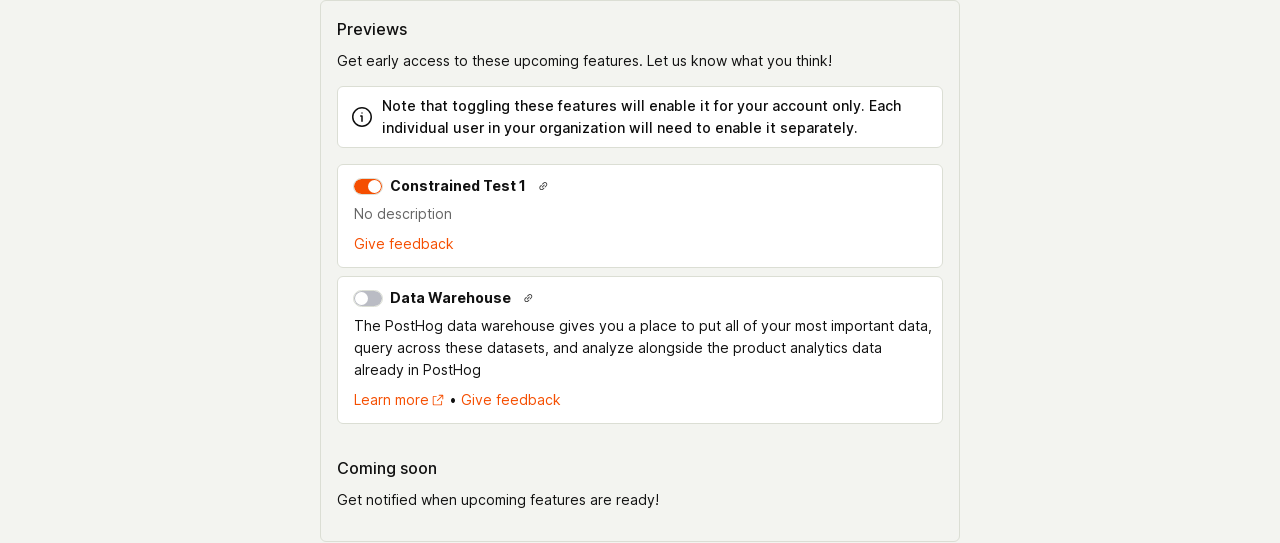 Previews
Get early access to these upcoming features. Let us know what you think!
Note that toggling these features will enable it for your account only. Each
individual user in your organization will need to enable it separately.
Constrained Test 1
No description
Give feedback
Data Warehouse
The PostHog data warehouse gives you a place to put all of your most important data,
query across these datasets, and analyze alongside the product analytics data
already in PostHog
Learn more • Give feedback
Coming soon
Get notified when upcoming features are ready!